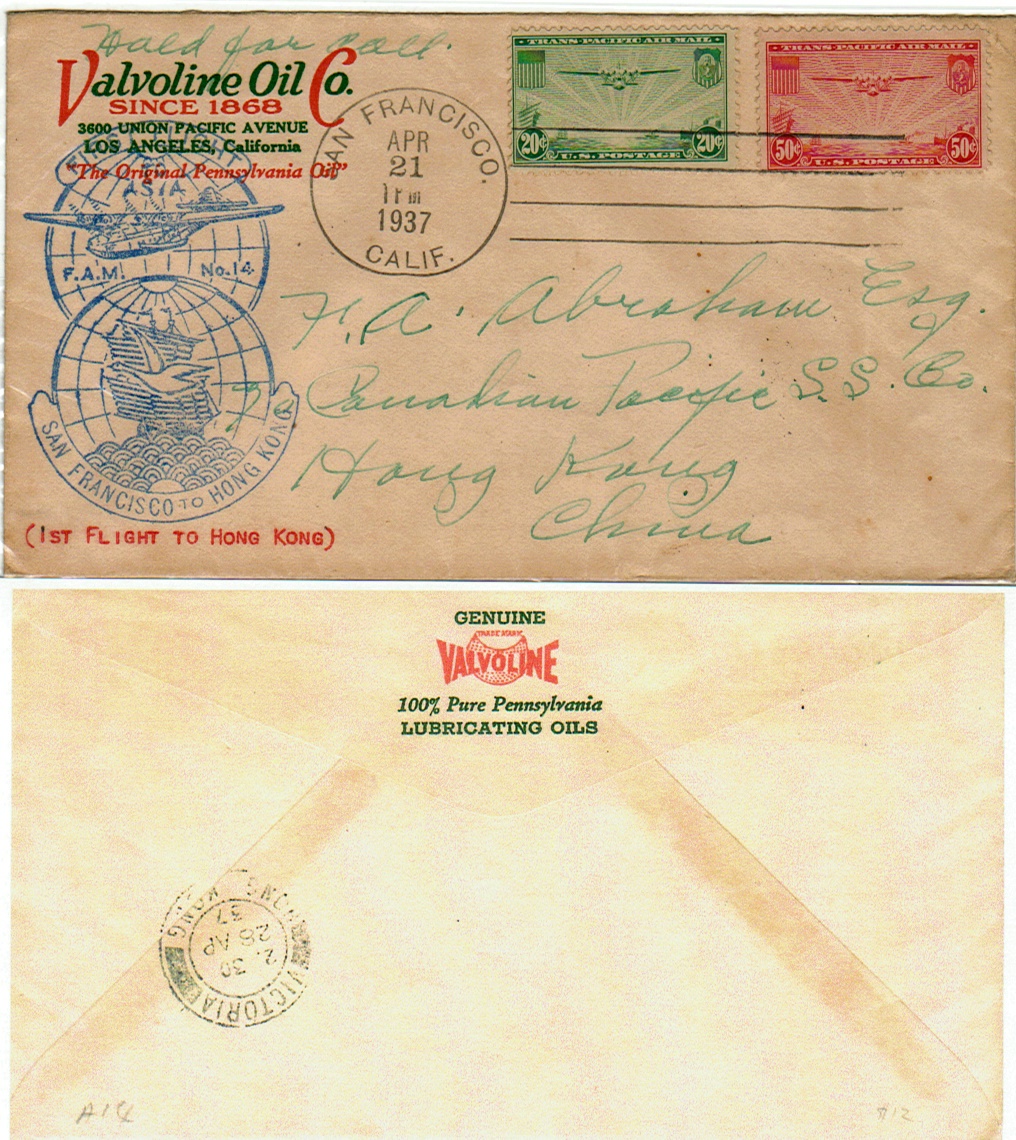 Hold for call.
Valvoline Oil Co.
SINCE 1868
3600 UNION PACIFIC AVENUE
LOS ANGELES, California
"The Original Pennsylvania Oil"
TRANS-PACIFIC AIR MAIL
20¢ 20¢
U.S. POSTAGE
TRANS-PACIFIC AIR MAIL
50¢ 50¢
U.S. POSTAGE
SAN FRANCISCO.
APR
21
1 PM
1937
CALIF.
FLIGHT
ASIA
F.A.M. No. 14
SAN FRANCISCO TO HONG KONG
(1ST FLIGHT TO HONG KONG)
F. A. Abraham Esq.
Canadian Pacific S.S. Co.
Hong Kong
China
GENUINE
TRADE MARK
VALVOLINE
100% Pure Pennsylvania
LUBRICATING OILS
VICTORIA
2. 30
28 AP
37
HONG KONG
A14